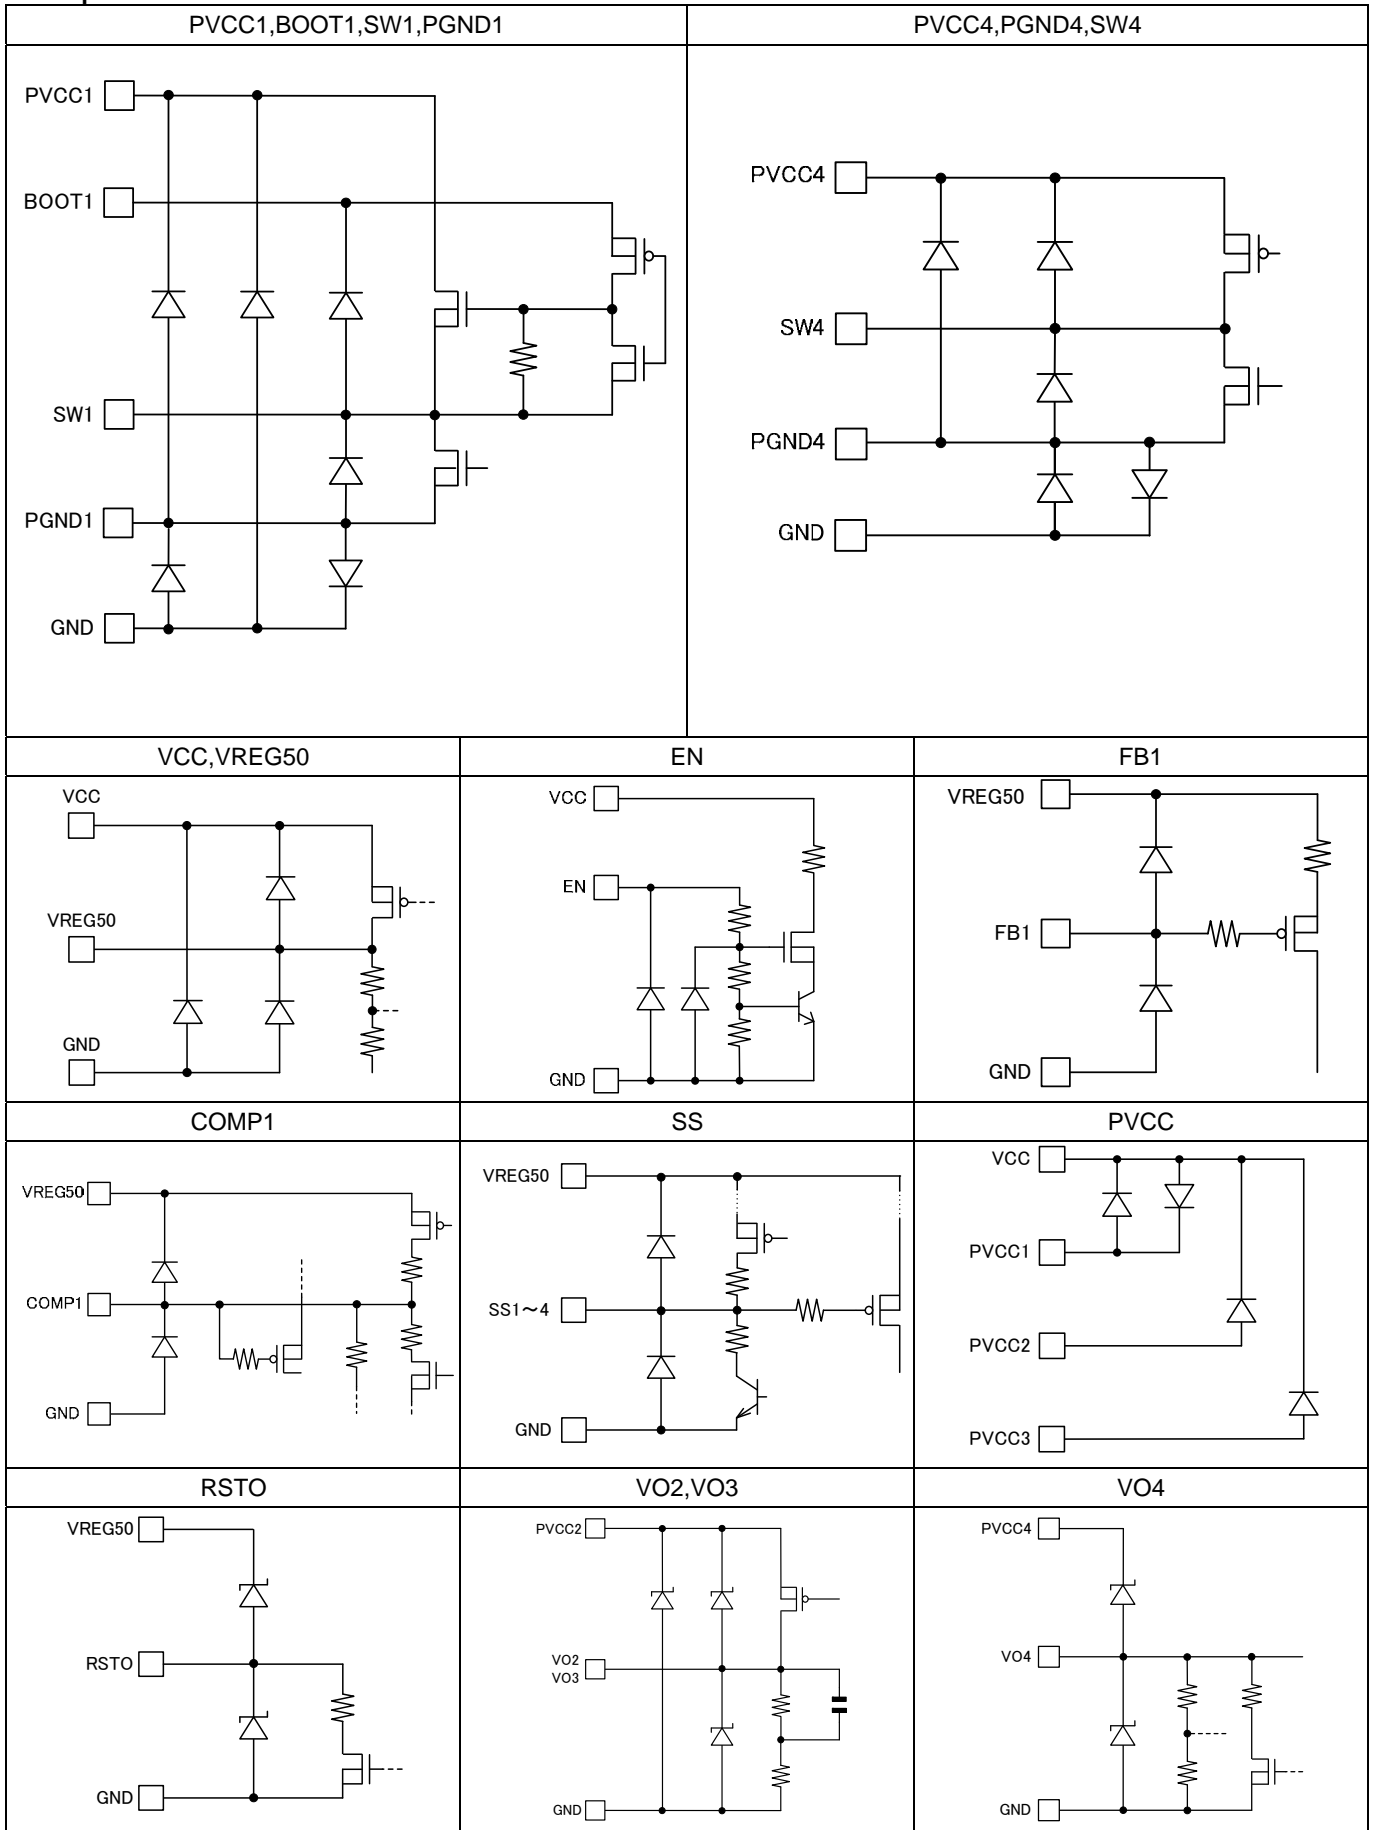 PVCC1,BOOT1,SW1,PGND1
PVCC4,PGND4,SW4
PVCC1
BOOT1
SW1
PGND1
GND
PVCC4
SW4
PGND4
GND
VCC,VREG50
EN
FB1
VCC
VREG50
GND
VCC
EN
GND
VREG50
FB1
GND
COMP1
SS
PVCC
VREG50
COMP1
GND
VREG50
SS1～4
GND
VCC
PVCC1
PVCC2
PVCC3
RSTO
VO2,VO3
VO4
VREG50
RSTO
GND
PVCC2
VO2
VO3
GND
PVCC4
VO4
GND